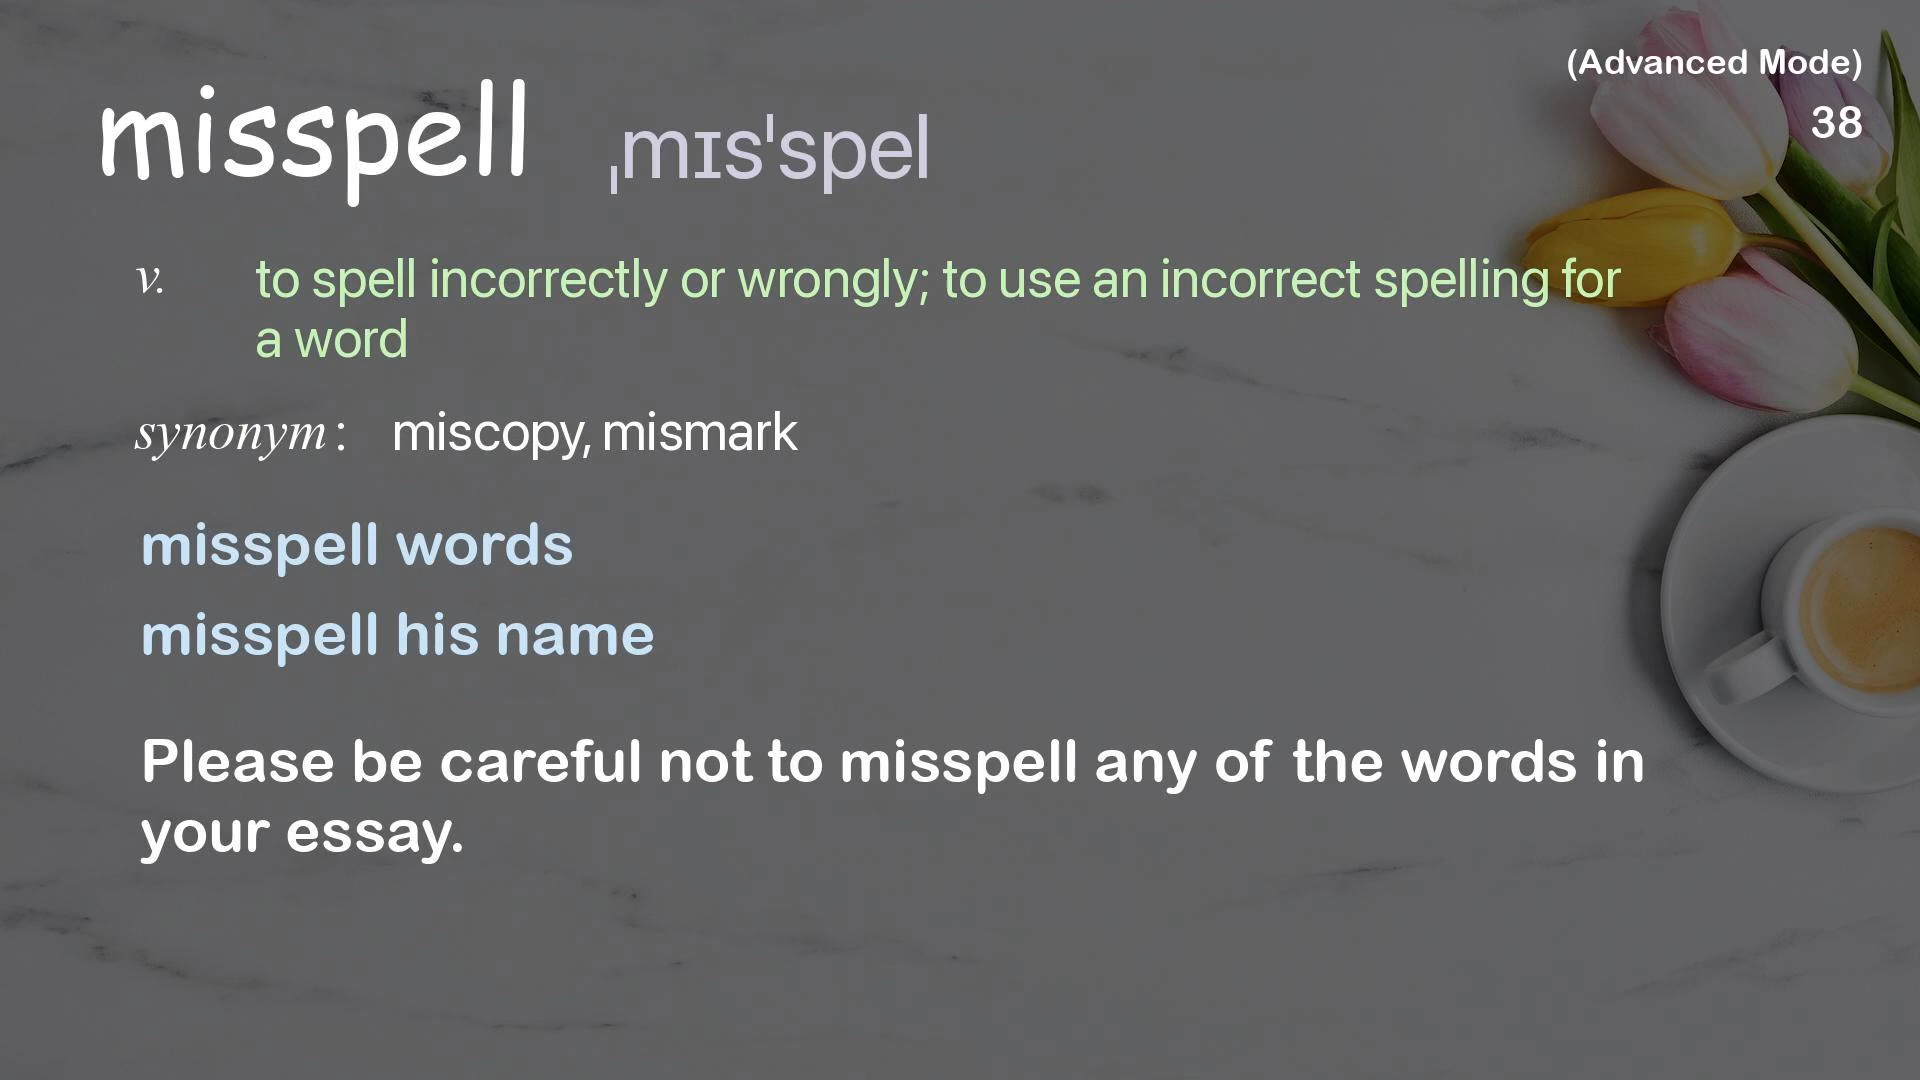 (Advanced Mode)
38
misspell ˌmɪsˈspel
v. to spell incorrectly or wrongly; to use an incorrect spelling for
a word
synonym: miscopy, mismark
misspell words
misspell his name
Please be careful not to misspell any of the words in
your essay.